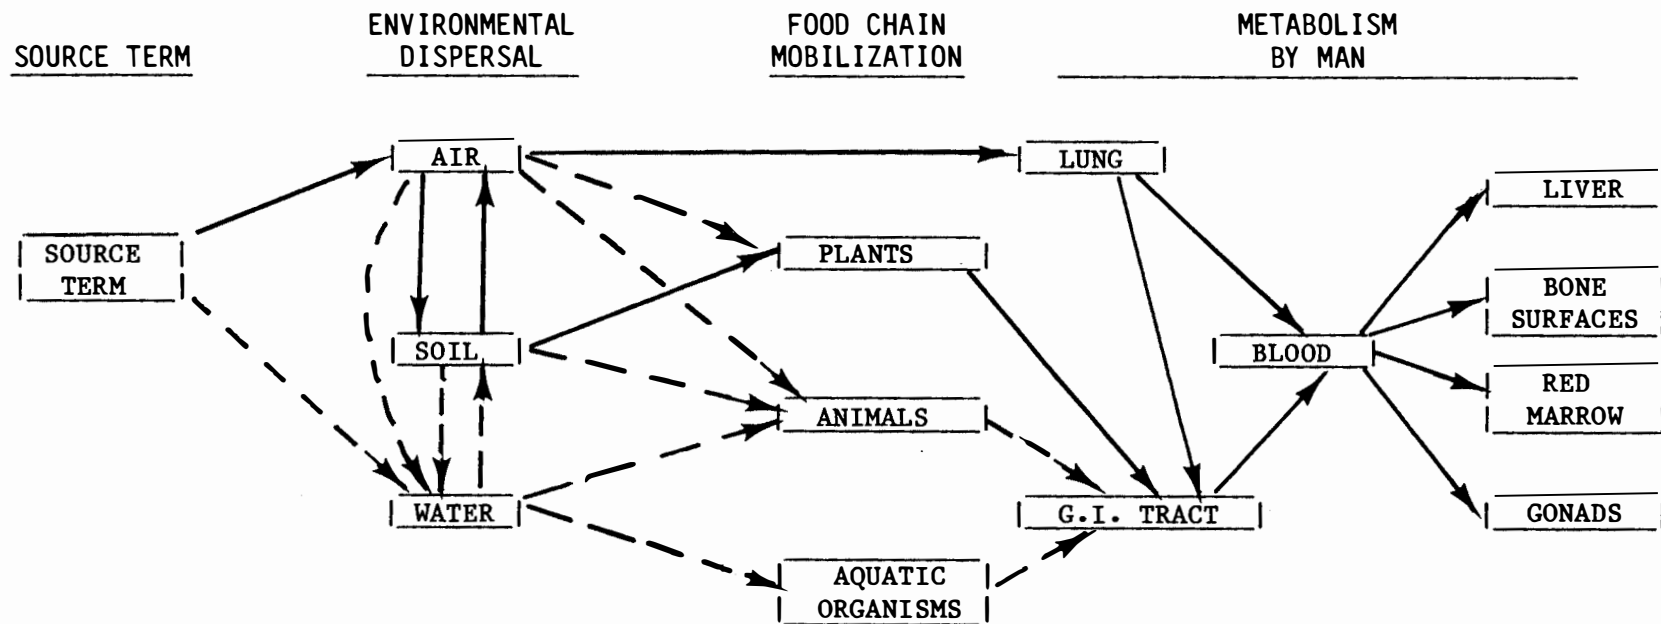 SOURCE TERM
ENVIRONMENTAL
DISPERSAL
FOOD CHAIN
MOBILIZATION
METABOLISM
BY MAN
AIR
LUNG
LIVER
SOURCE
TERM
PLANTS
BONE
SURFACES
SOIL
BLOOD
RED
MARROW
ANIMALS
WATER
G.I. TRACT
GONADS
AQUATIC
ORGANISMS